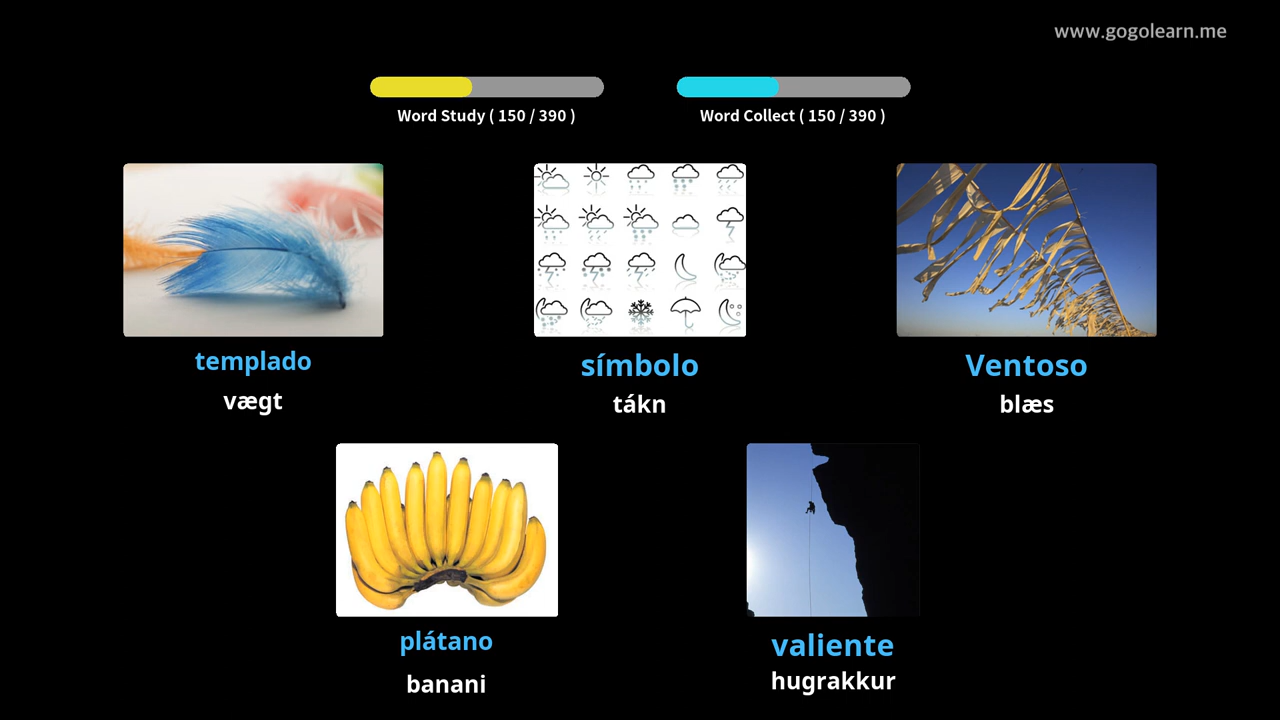 www.gogolearn.me
Word Study ( 150 / 390 )
Word Collect ( 150 / 390 )
templado
vægt
símbolo
tákn
Ventoso
blæs
plátano
banani
valiente
hugrakkur